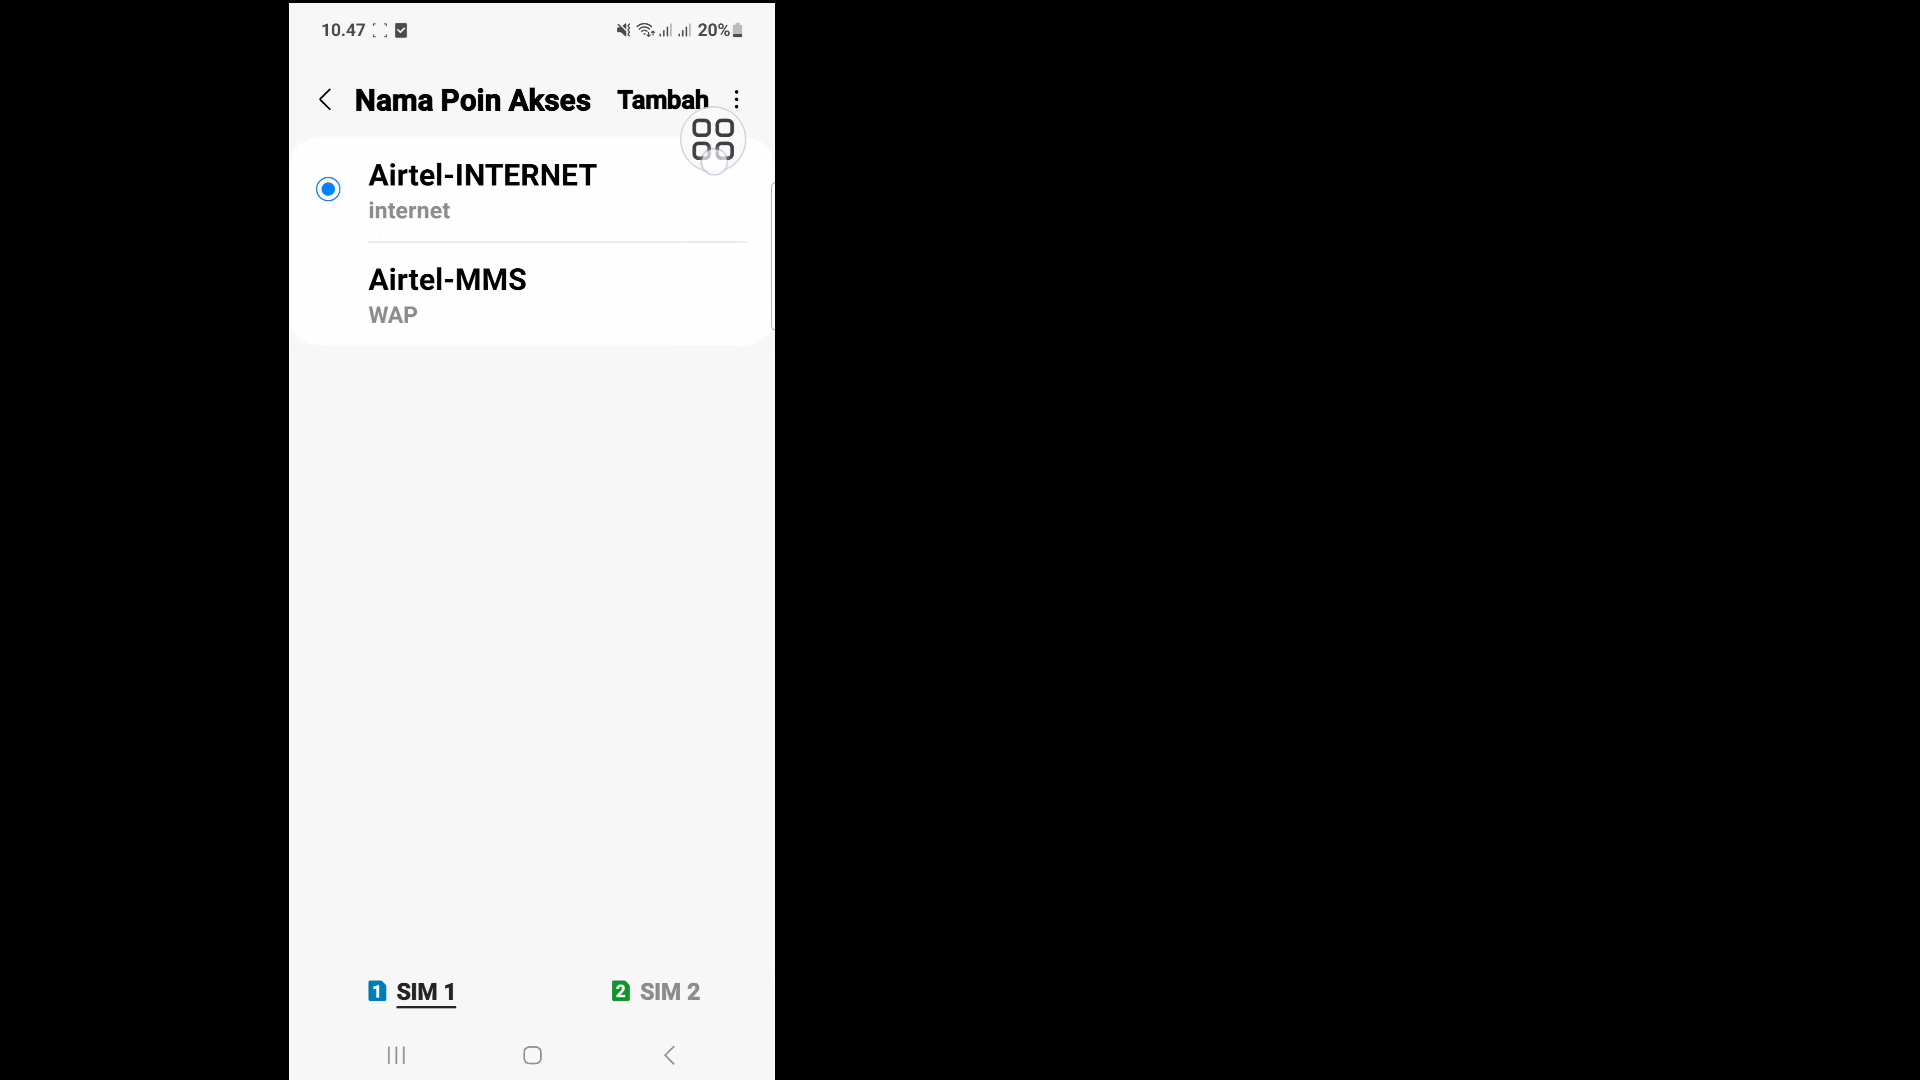 10.47
20%
Nama Poin Akses Tambah
Airtel-INTERNET
internet
Airtel-MMS
WAP
1 SIM 1
2 SIM 2